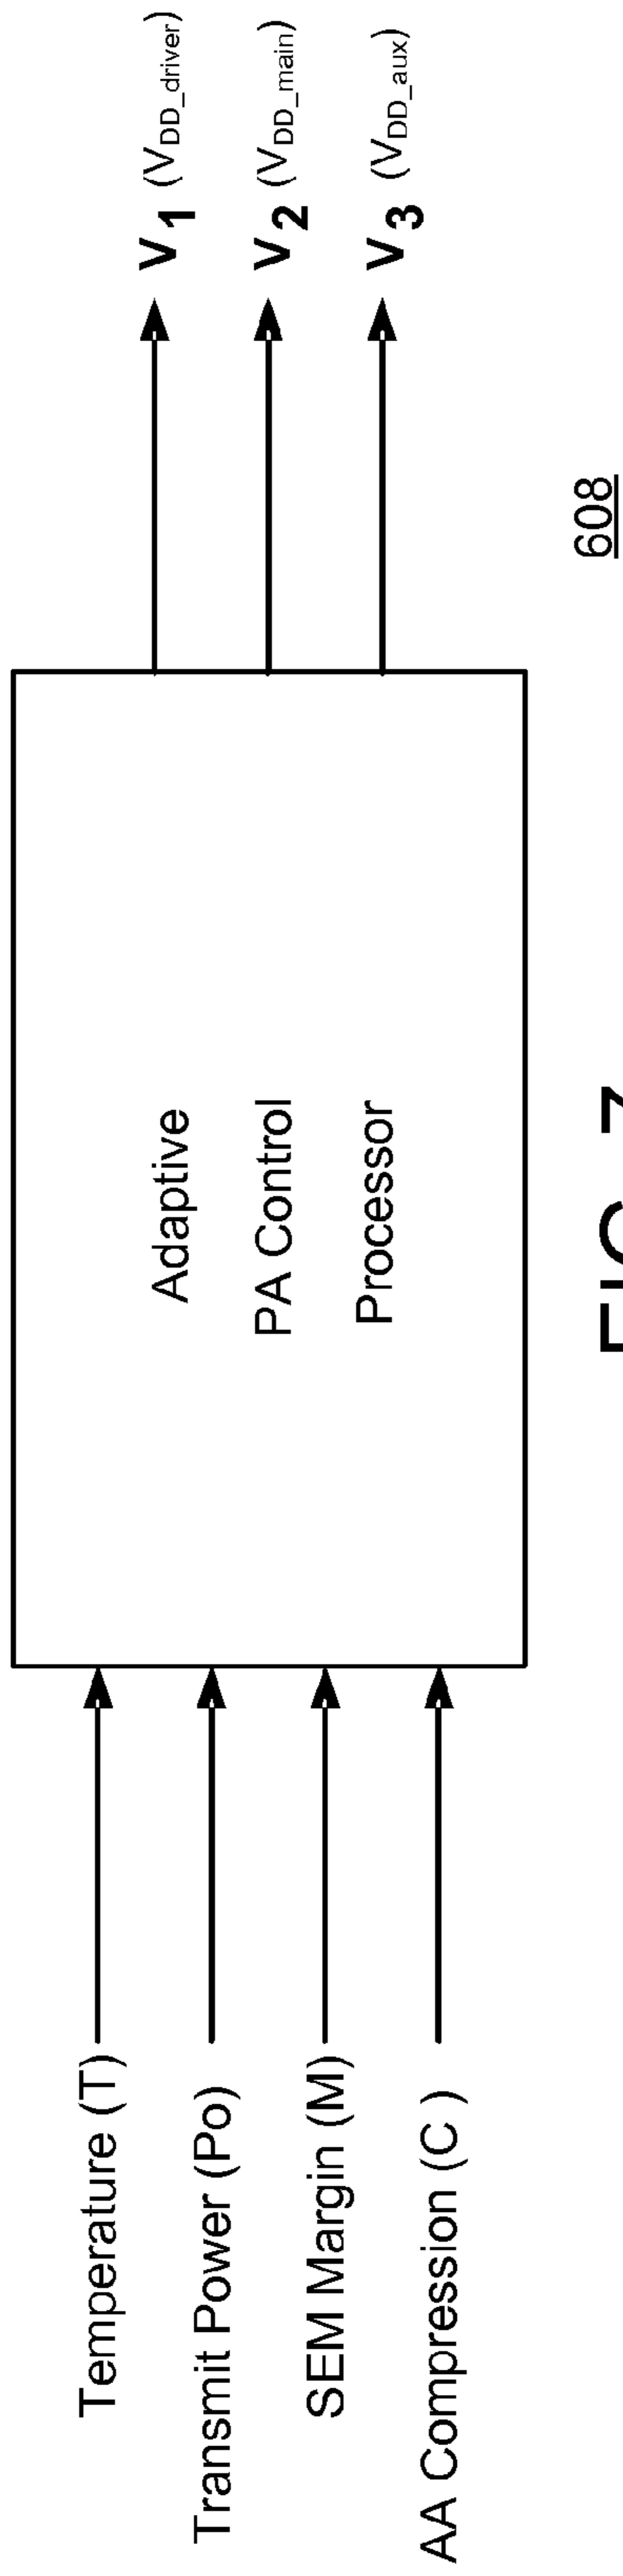 Temperature (T)
Transmit Power (Po)
SEM Margin (M)
AA Compression (C )
Adaptive
PA Control
Processor
V1 (VDD_driver)
V2 (VDD_main)
V3 (VDD_aux)
608